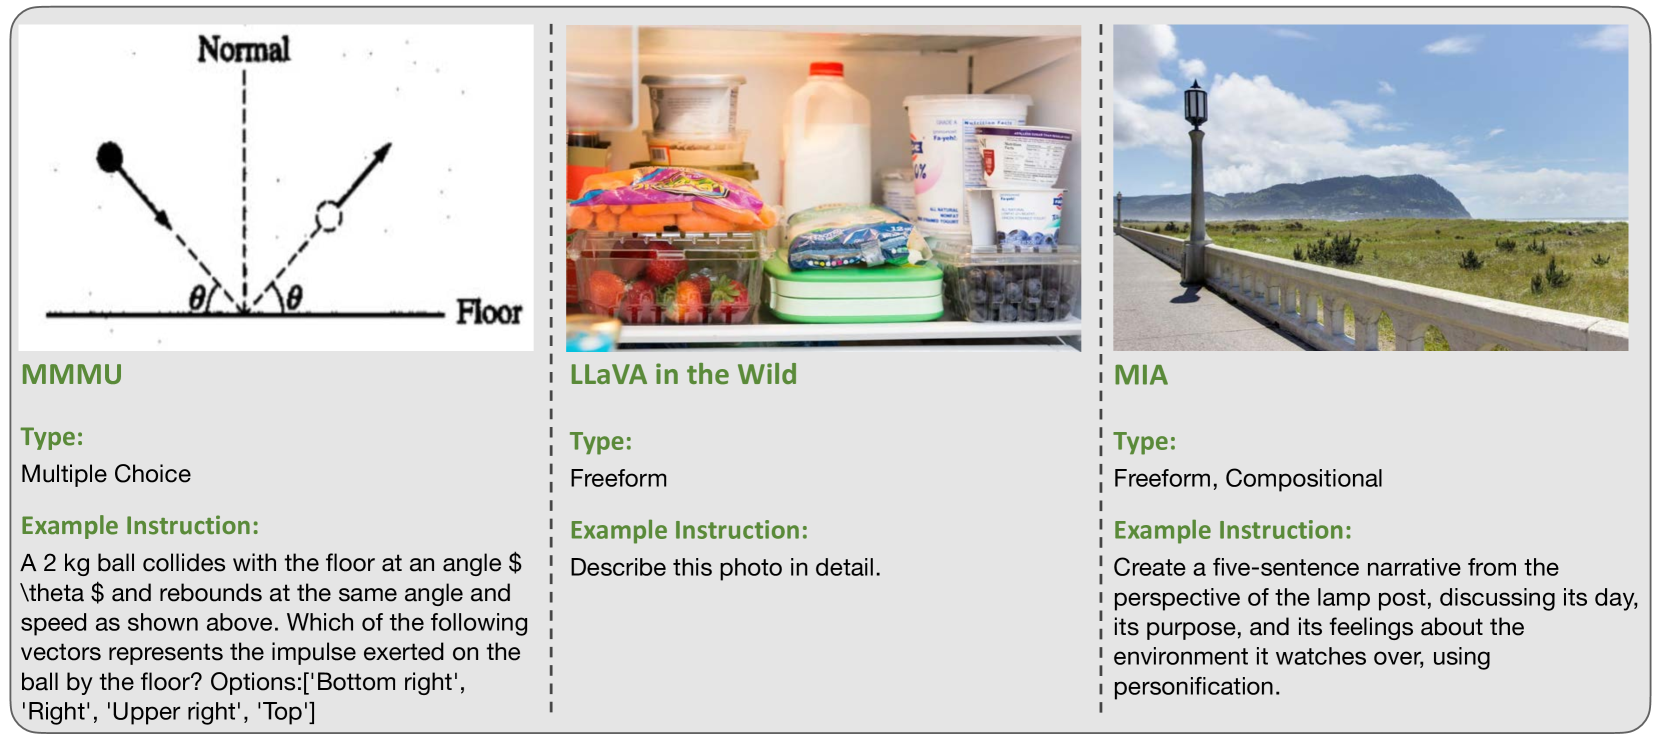 Normal
θ
θ
Floor
MMMU
Type:
Multiple Choice
Example Instruction:
A 2 kg ball collides with the floor at an angle $
\theta $ and rebounds at the same angle and
speed as shown above. Which of the following
vectors represents the impulse exerted on the
ball by the floor? Options:['Bottom right',
'Right', 'Upper right', 'Top']
Nutrition Facts
LLaVA in the Wild
Type:
Freeform
Example Instruction:
Describe this photo in detail.
MIA
Type:
Freeform, Compositional
Example Instruction:
Create a five-sentence narrative from the
perspective of the lamp post, discussing its day,
its purpose, and its feelings about the
environment it watches over, using
personification.